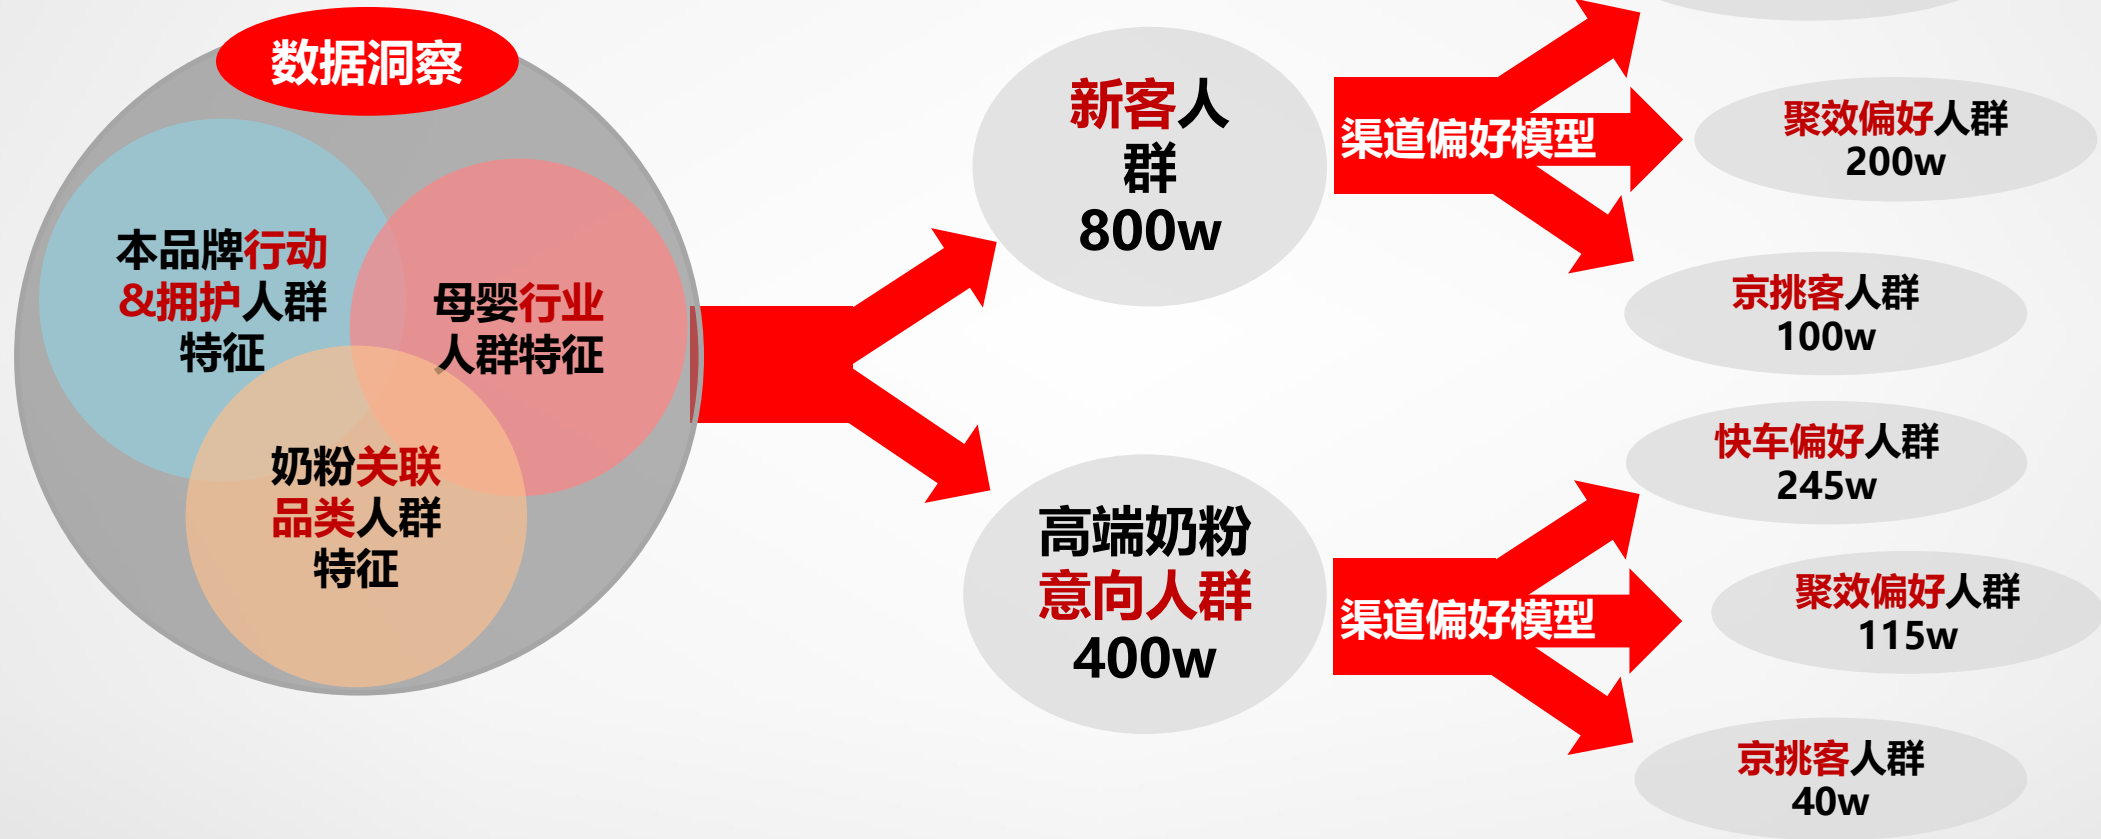 数据洞察
本品牌行动
&拥护人群
特征
母婴行业
人群特征
奶粉关联
品类人群
特征
新客人
群
800w
高端奶粉
意向人群
400w
渠道偏好模型
聚效偏好人群
200w
京挑客人群
100w
渠道偏好模型
快车偏好人群
245w
聚效偏好人群
115w
京挑客人群
40w